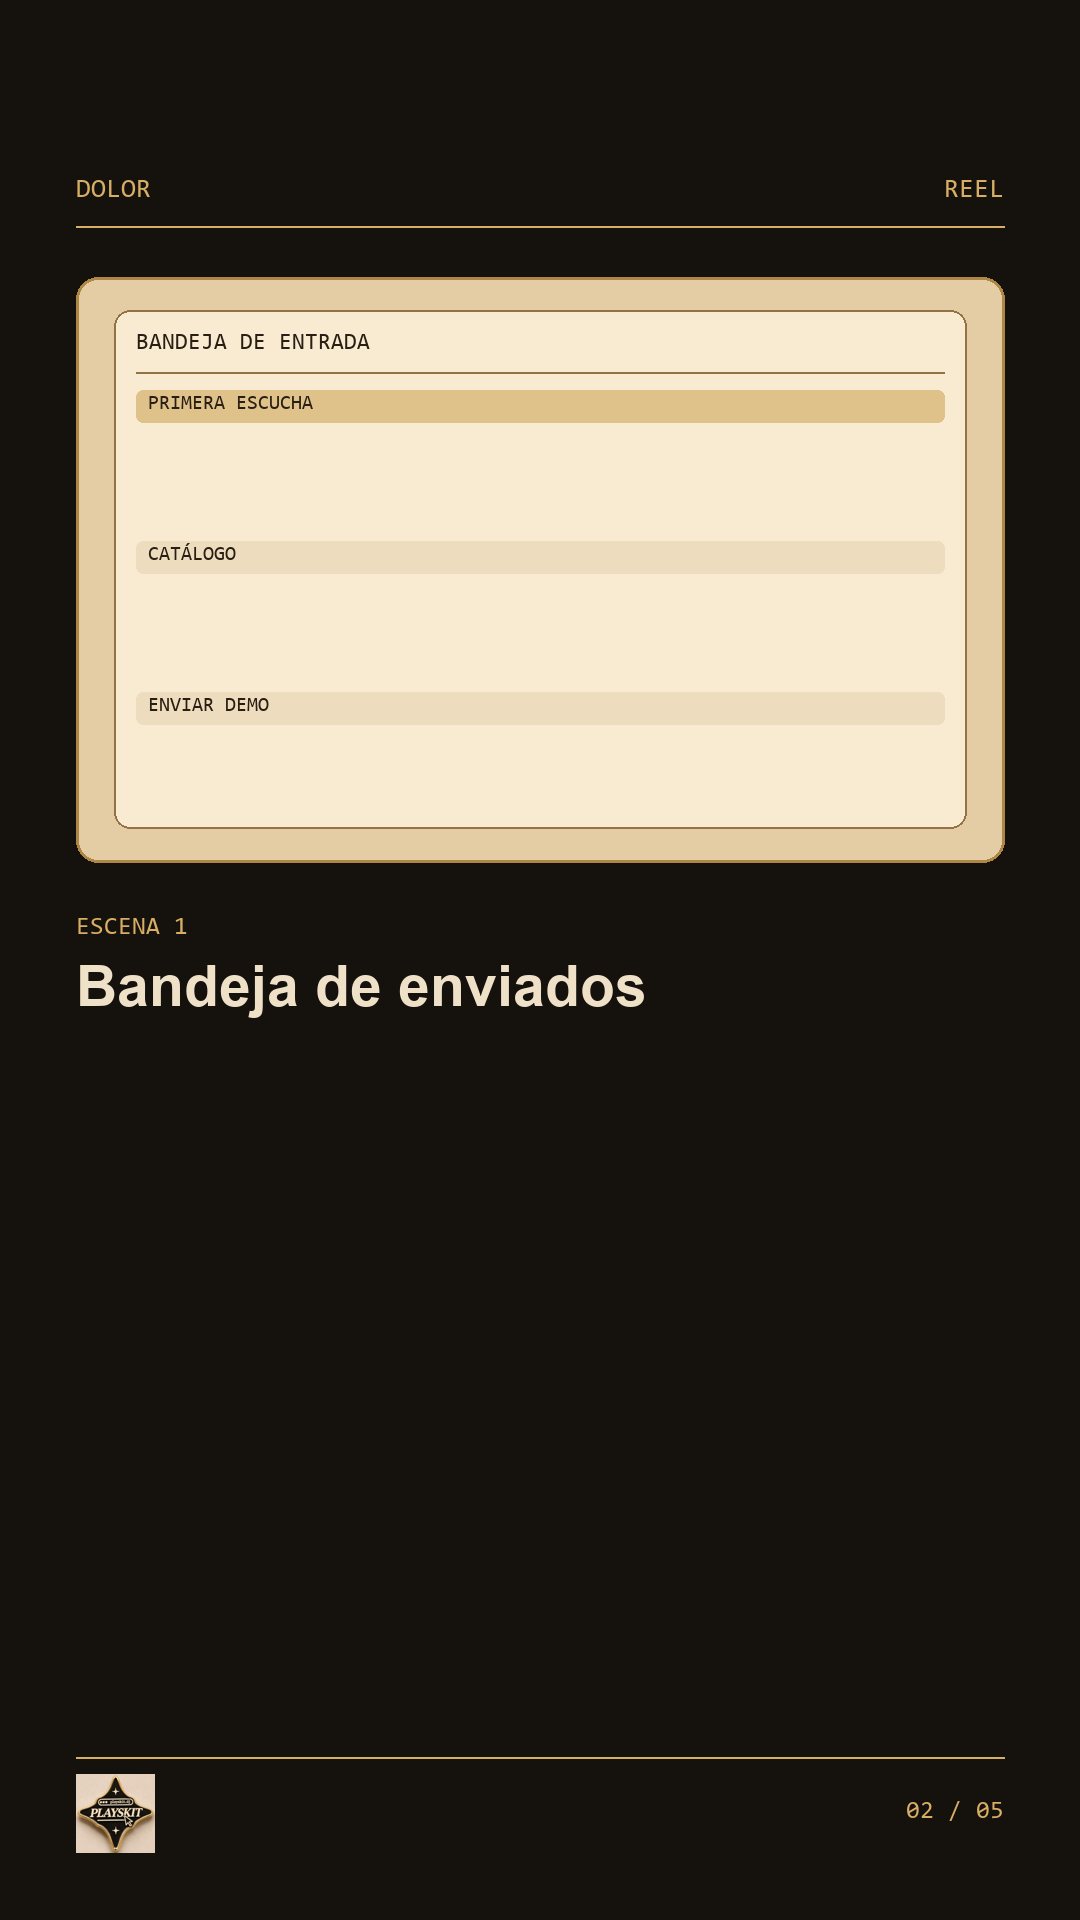 DOLOR
REEL
BANDEJA DE ENTRADA
PRIMERA ESCUCHA
CATÁLOGO
ENVIAR DEMO
ESCENA 1
Bandeja de enviados
PLAYSKIT
02 / 05